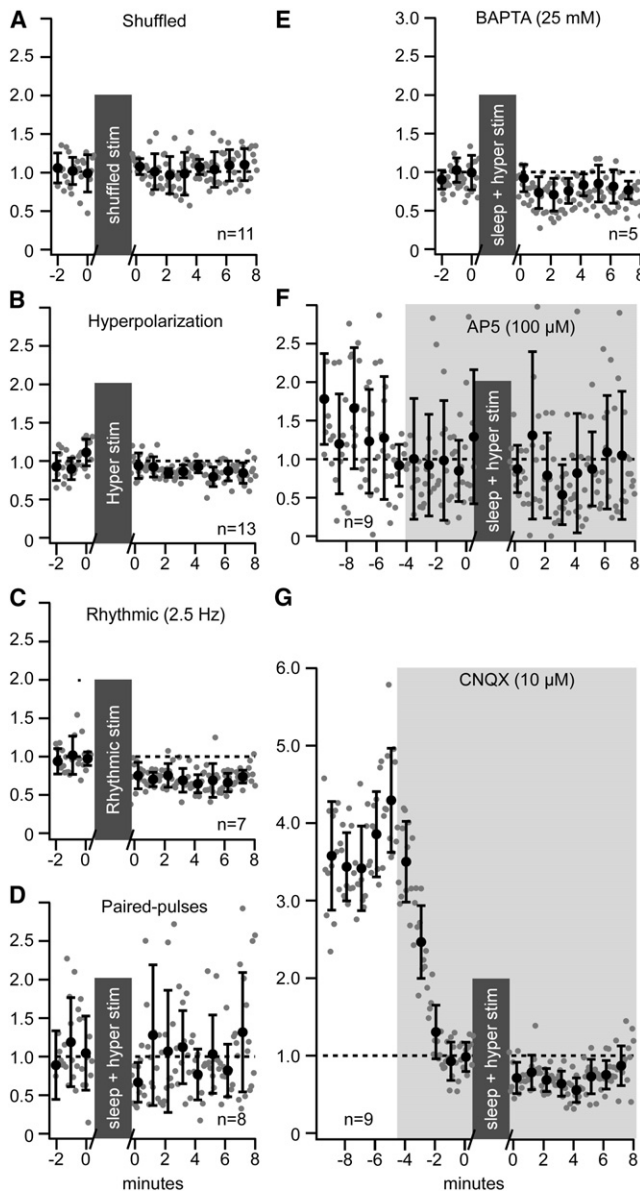 A
Shuffled
2.5
2.0
1.5
1.0
0.5
0
shuffled stim
n=11
-2 0 0 2 4 6 8
B
Hyperpolarization
3.0
2.5
2.0
1.5
1.0
0.5
0
Hyper stim
n=13
-2 0 0 2 4 6 8
C
Rhythmic (2.5 Hz)
3.0
2.5
2.0
1.5
1.0
0.5
0
Rhythmic stim
n=7
-2 0 0 2 4 6 8
D
Paired-pulses
3.0
2.5
2.0
1.5
1.0
0.5
0
sleep + hyper stim
n=8
-2 0 0 2 4 6 8
minutes
E
BAPTA (25 mM)
3.0
2.5
2.0
1.5
1.0
0.5
0
sleep + hyper stim
n=5
-2 0 0 2 4 6 8
F
AP5 (100 µM)
3.0
2.5
2.0
1.5
1.0
0.5
0
sleep + hyper stim
n=9
-8 -6 -4 -2 0 0 2 4 6 8
G
CNQX (10 µM)
6.0
5.0
4.0
3.0
2.0
1.0
0
sleep + hyper stim
n=9
-8 -6 -4 -2 0 0 2 4 6 8
minutes